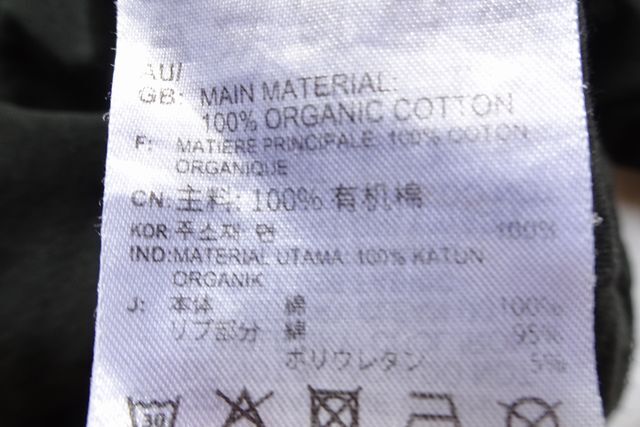 AU/
GB: MAIN MATERIAL:
100% ORGANIC COTTON
F: MATIERE PRINCIPALE: 100% COTON
ORGANIQUE
CN: 主料: 100% 有机棉
KOR 주소재 면 100%
IND: MATERIAL UTAMA: 100% KATUN
ORGANIK
J: 本体 綿 100%
リブ部分 綿 95%
ポリウレタン 5%
30